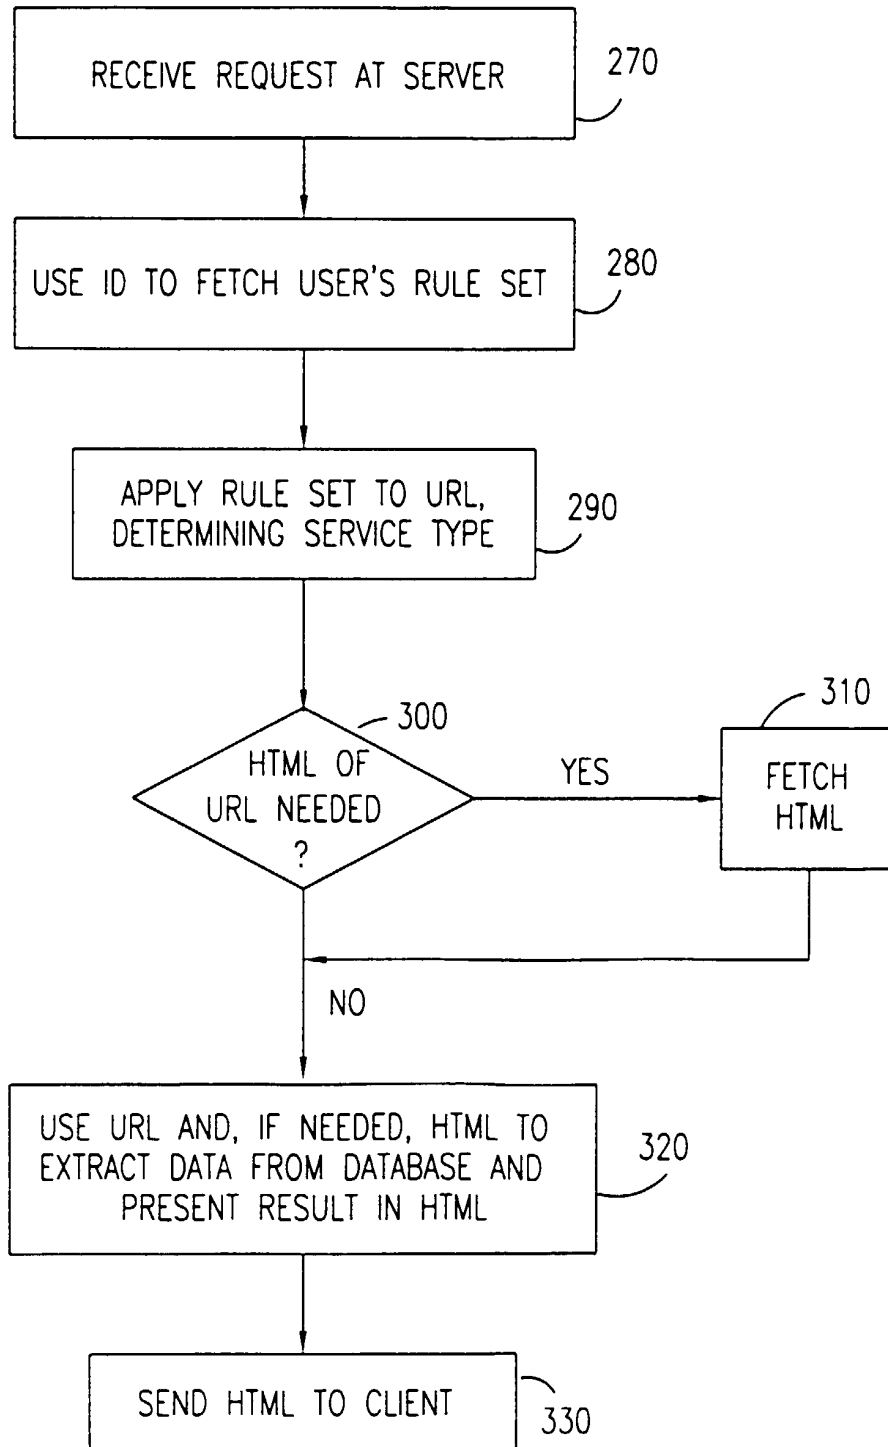 RECEIVE REQUEST AT SERVER
270
USE ID TO FETCH USER'S RULE SET
280
APPLY RULE SET TO URL,
DETERMINING SERVICE TYPE
290
300
HTML OF
URL NEEDED
?
YES
310
FETCH
HTML
NO
USE URL AND, IF NEEDED, HTML TO
EXTRACT DATA FROM DATABASE AND
PRESENT RESULT IN HTML
320
SEND HTML TO CLIENT
330